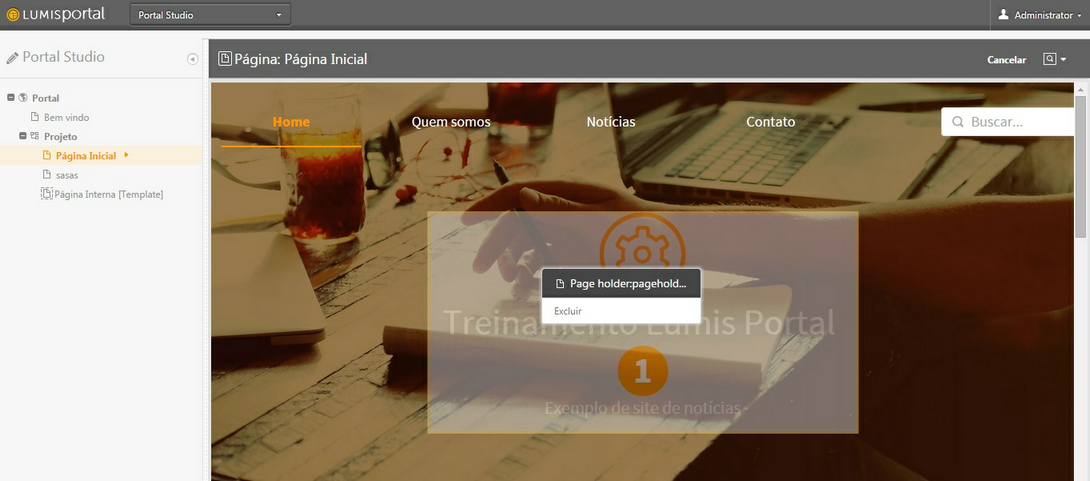 LUMISportal
Portal Studio
Administrator
Portal Studio
Página: Página Inicial
Cancelar
Portal
Bem vindo
Projeto
Página Inicial
sasas
Página Interna [Template]
Home
Quem somos
Notícias
Contato
Buscar...
Page holder:pagehold...
Excluir
Treinamento Lumis Portal
1
Exemplo de site de notícias